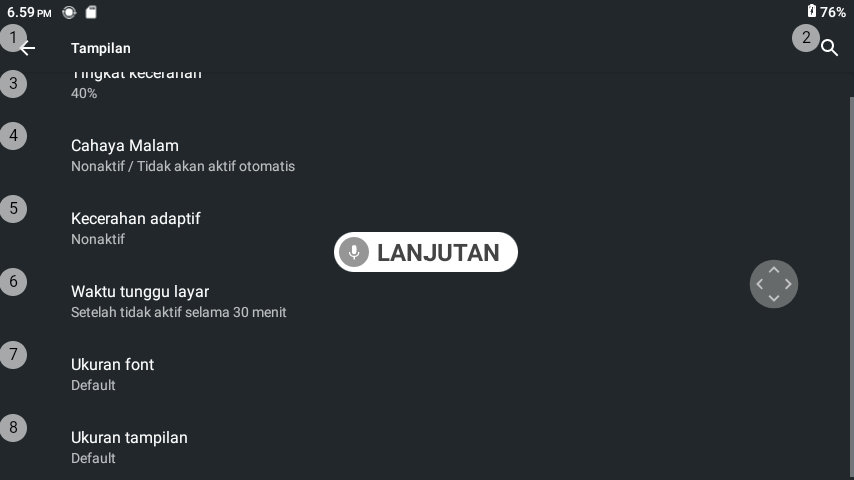 6.59 PM
76%
1
Tampilan
2
3
Tingkat kecerahan
40%
4
Cahaya Malam
Nonaktif / Tidak akan aktif otomatis
5
Kecerahan adaptif
Nonaktif
LANJUTAN
6
Waktu tunggu layar
Setelah tidak aktif selama 30 menit
7
Ukuran font
Default
8
Ukuran tampilan
Default